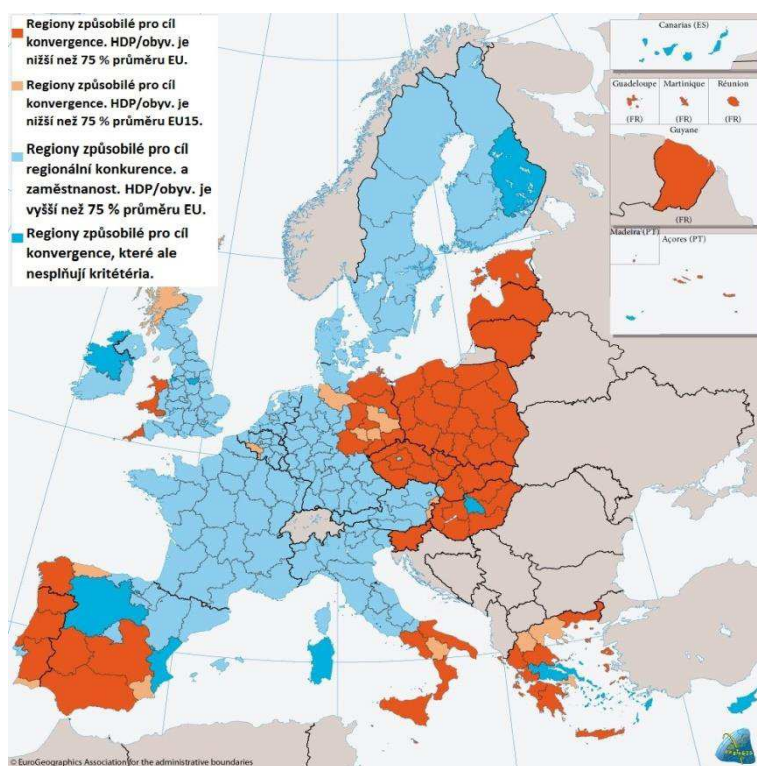 Regiony způsobilé pro cíl
konvergence. HDP/obyv. je
nižší než 75 % průměru EU.
Regiony způsobilé pro cíl
konvergence. HDP/obyv. je
nižší než 75 % průměru EU15.
Regiony způsobilé pro cíl
regionální konkurence. a
zaměstnanost. HDP/obyv. je
vyšší než 75 % průměru EU.
Regiony způsobilé pro cíl
konvergence, které ale
nesplňují kritétéria.
Canarias (ES)
Guadeloupe Martinique Réunion
(FR) (FR) (FR)
Guyane
(FR)
Madeira (PT)
Açores (PT)
© EuroGeographics Association for the administrative boundaries